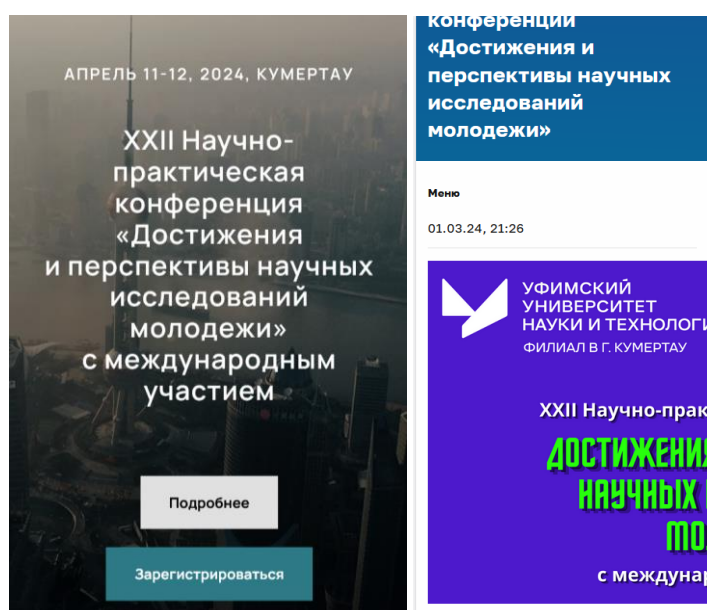 АПРЕЛЬ 11-12, 2024, КУМЕРТАУ
XXII Научно-
практическая
конференция
«Достижения
и перспективы научных
исследований
молодежи»
с международным
участием
Подробнее
Зарегистрироваться
конференции
«Достижения и
перспективы научных
исследований
молодежи»
Меню
01.03.24, 21:26
УФИМСКИЙ
УНИВЕРСИТЕТ
НАУКИ И ТЕХНОЛОГИ
ФИЛИАЛ В Г. КУМЕРТАУ
XXII Научно-прак
ДОСТИЖЕНИЯ
НАУЧНЫХ
МО
с междунар